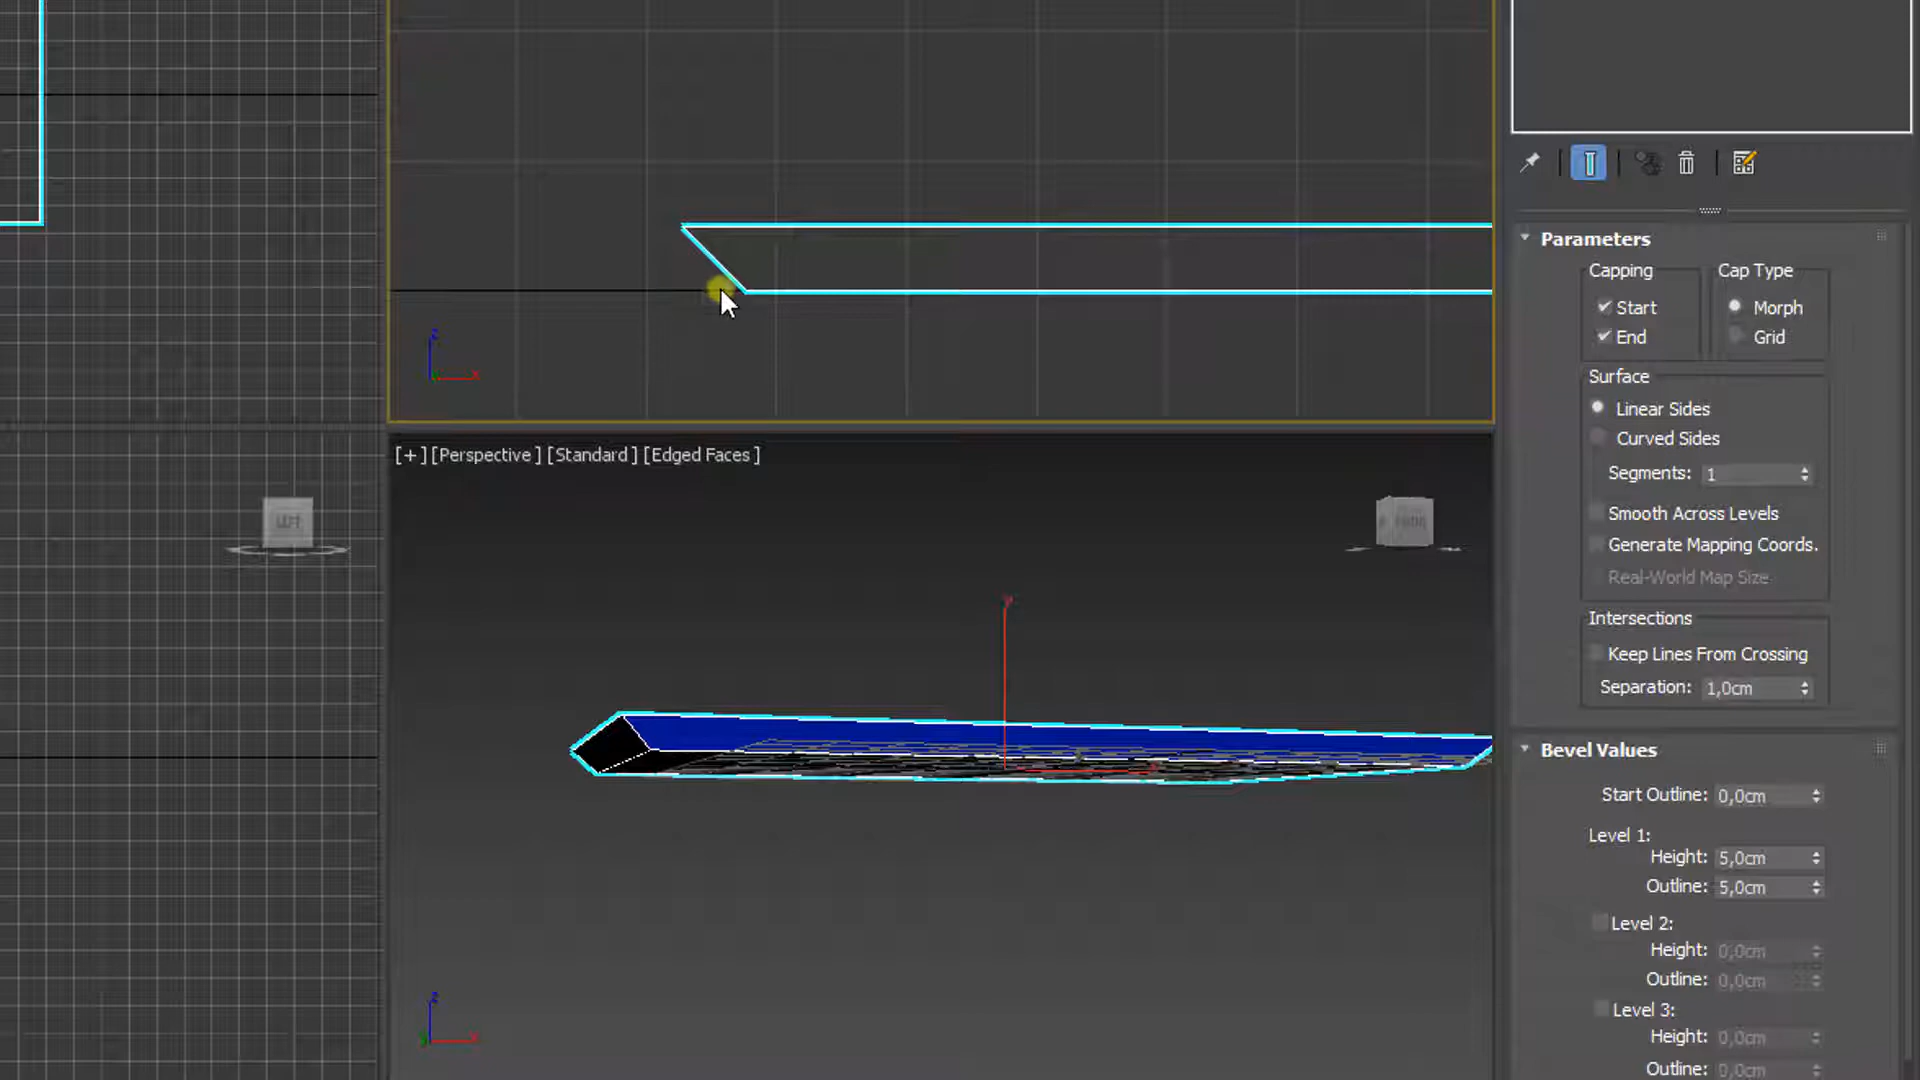 z
x
[+] [Perspective] [Standard] [Edged Faces]
LEFT
z
x
Parameters
Capping
Start
End
Cap Type
Morph
Grid
Surface
Linear Sides
Curved Sides
Segments: 1
Smooth Across Levels
Generate Mapping Coords.
Real-World Map Size
Intersections
Keep Lines From Crossing
Separation: 1,0cm
Bevel Values
Start Outline: 0,0cm
Level 1:
Height: 5,0cm
Outline: 5,0cm
Level 2:
Height: 0,0cm
Outline: 0,0cm
Level 3:
Height: 0,0cm
Outline: 0,0cm